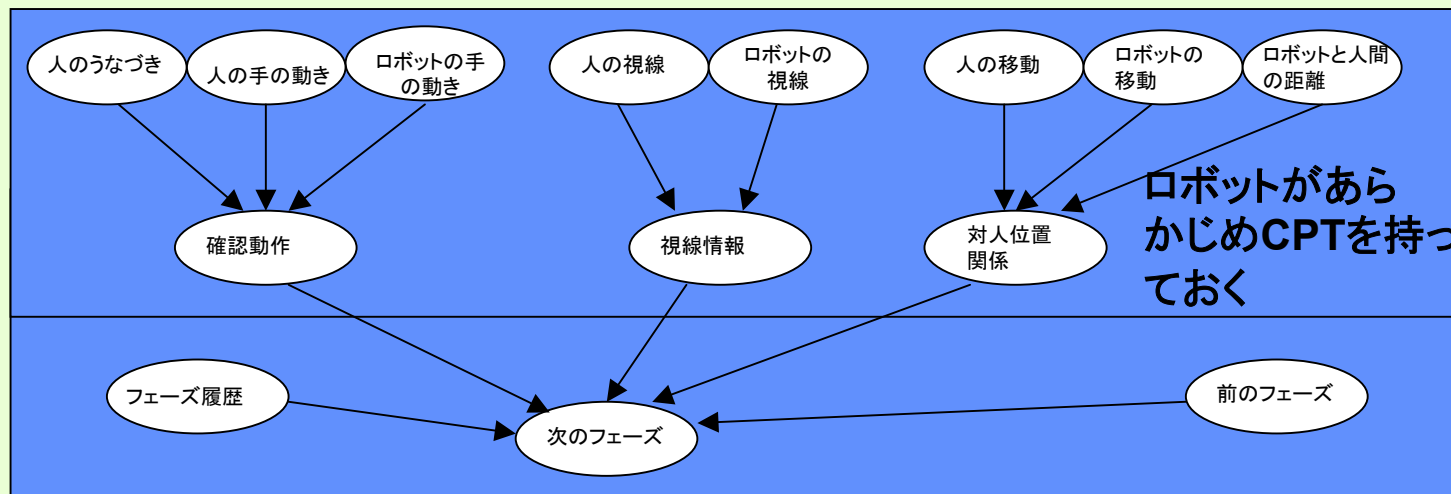 人のうなづき
人の手の動き
ロボットの手
の動き
人の視線
ロボットの
視線
人の移動
ロボットの
移動
ロボットと人間
の距離
確認動作
視線情報
対人位置
関係
ロボットがあら
かじめCPTを持っ
ておく
フェーズ履歴
次のフェーズ
前のフェーズ